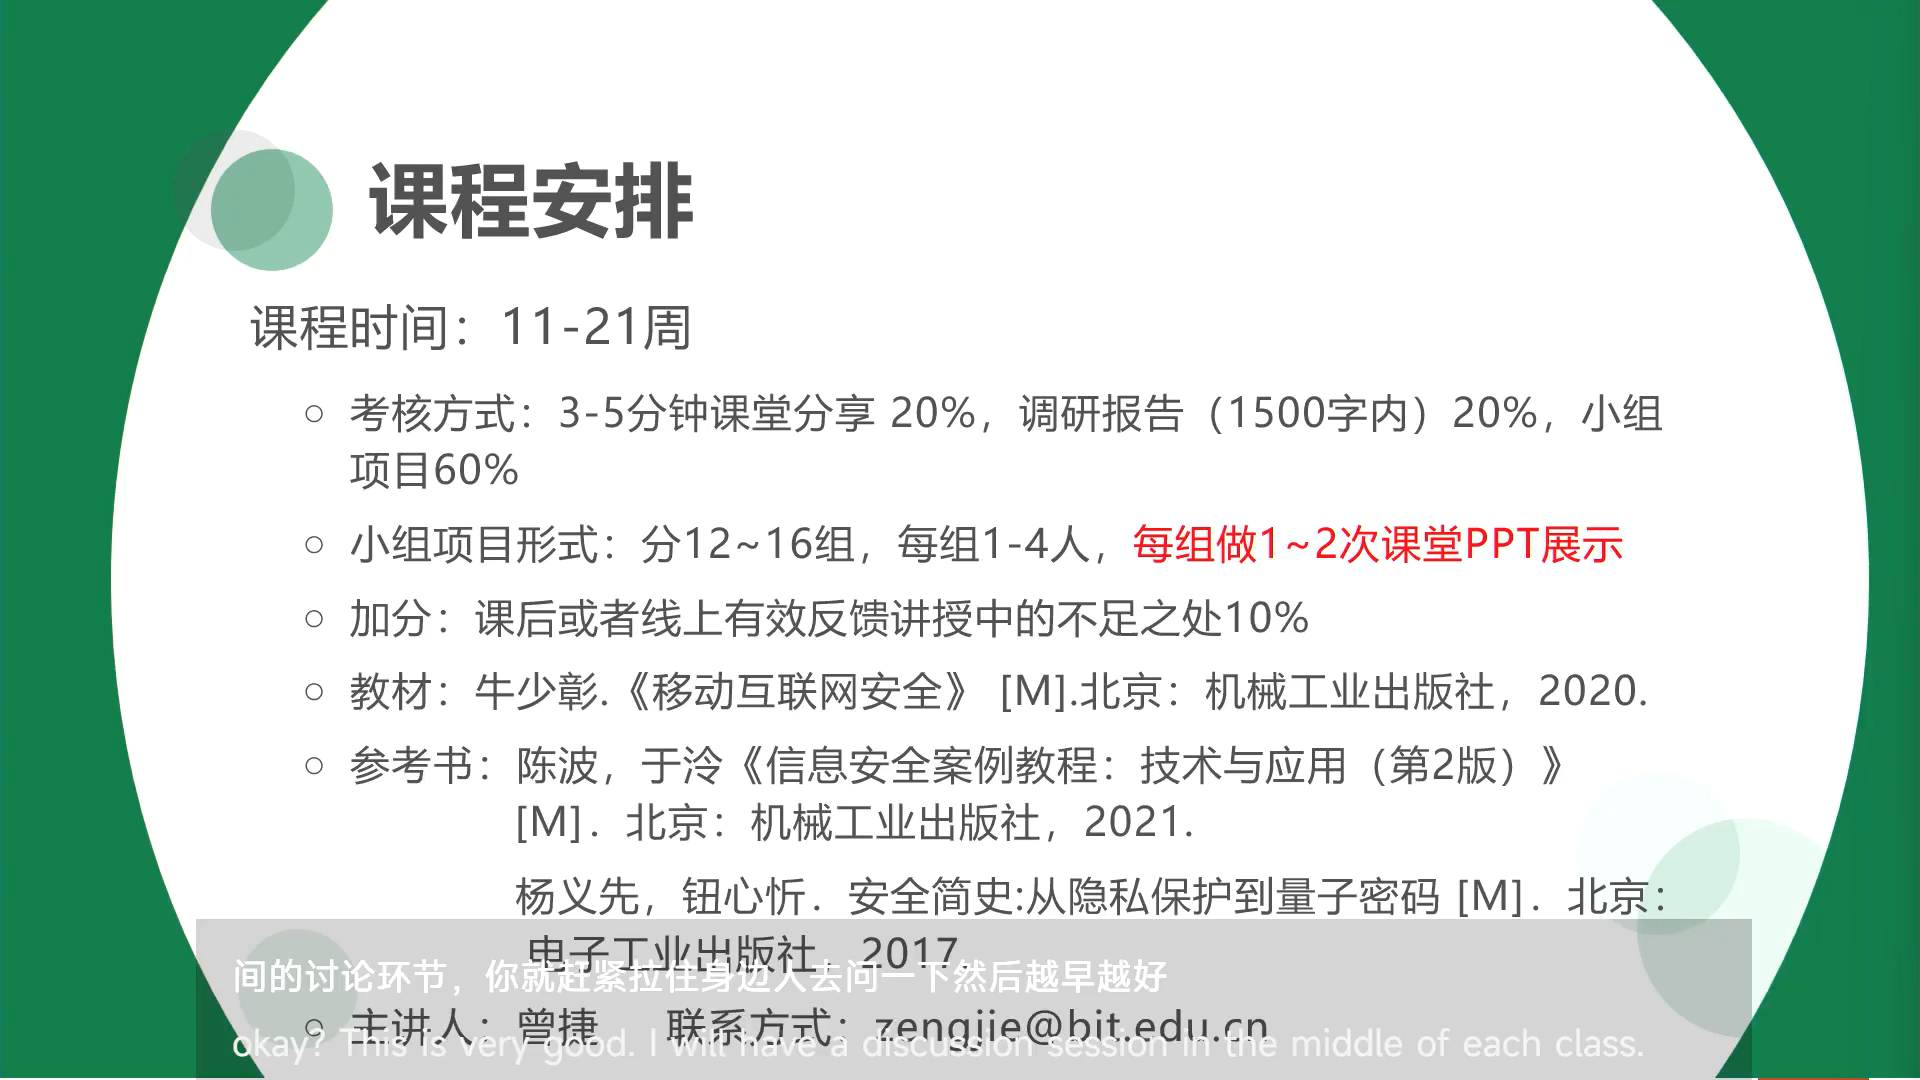 课程安排
课程时间：11-21周
○ 考核方式：3-5分钟课堂分享 20%，调研报告（1500字内）20%，小组
项目60%
○ 小组项目形式：分12~16组，每组1-4人，每组做1~2次课堂PPT展示
○ 加分：课后或者线上有效反馈讲授中的不足之处10%
○ 教材：牛少彰.《移动互联网安全》 [M].北京：机械工业出版社，2020.
○ 参考书：陈波，于泠《信息安全案例教程：技术与应用（第2版）》
[M]．北京：机械工业出版社，2021.
杨义先，钮心忻．安全简史:从隐私保护到量子密码 [M]．北京：
电子工业出版社，2017.
间的讨论环节，你就赶紧拉住身边人去问一下然后越早越好
○ 主讲人：曾捷 联系方式：zengjie@bit.edu.cn
okay? This is very good. I will have a discussion session in the middle of each class.